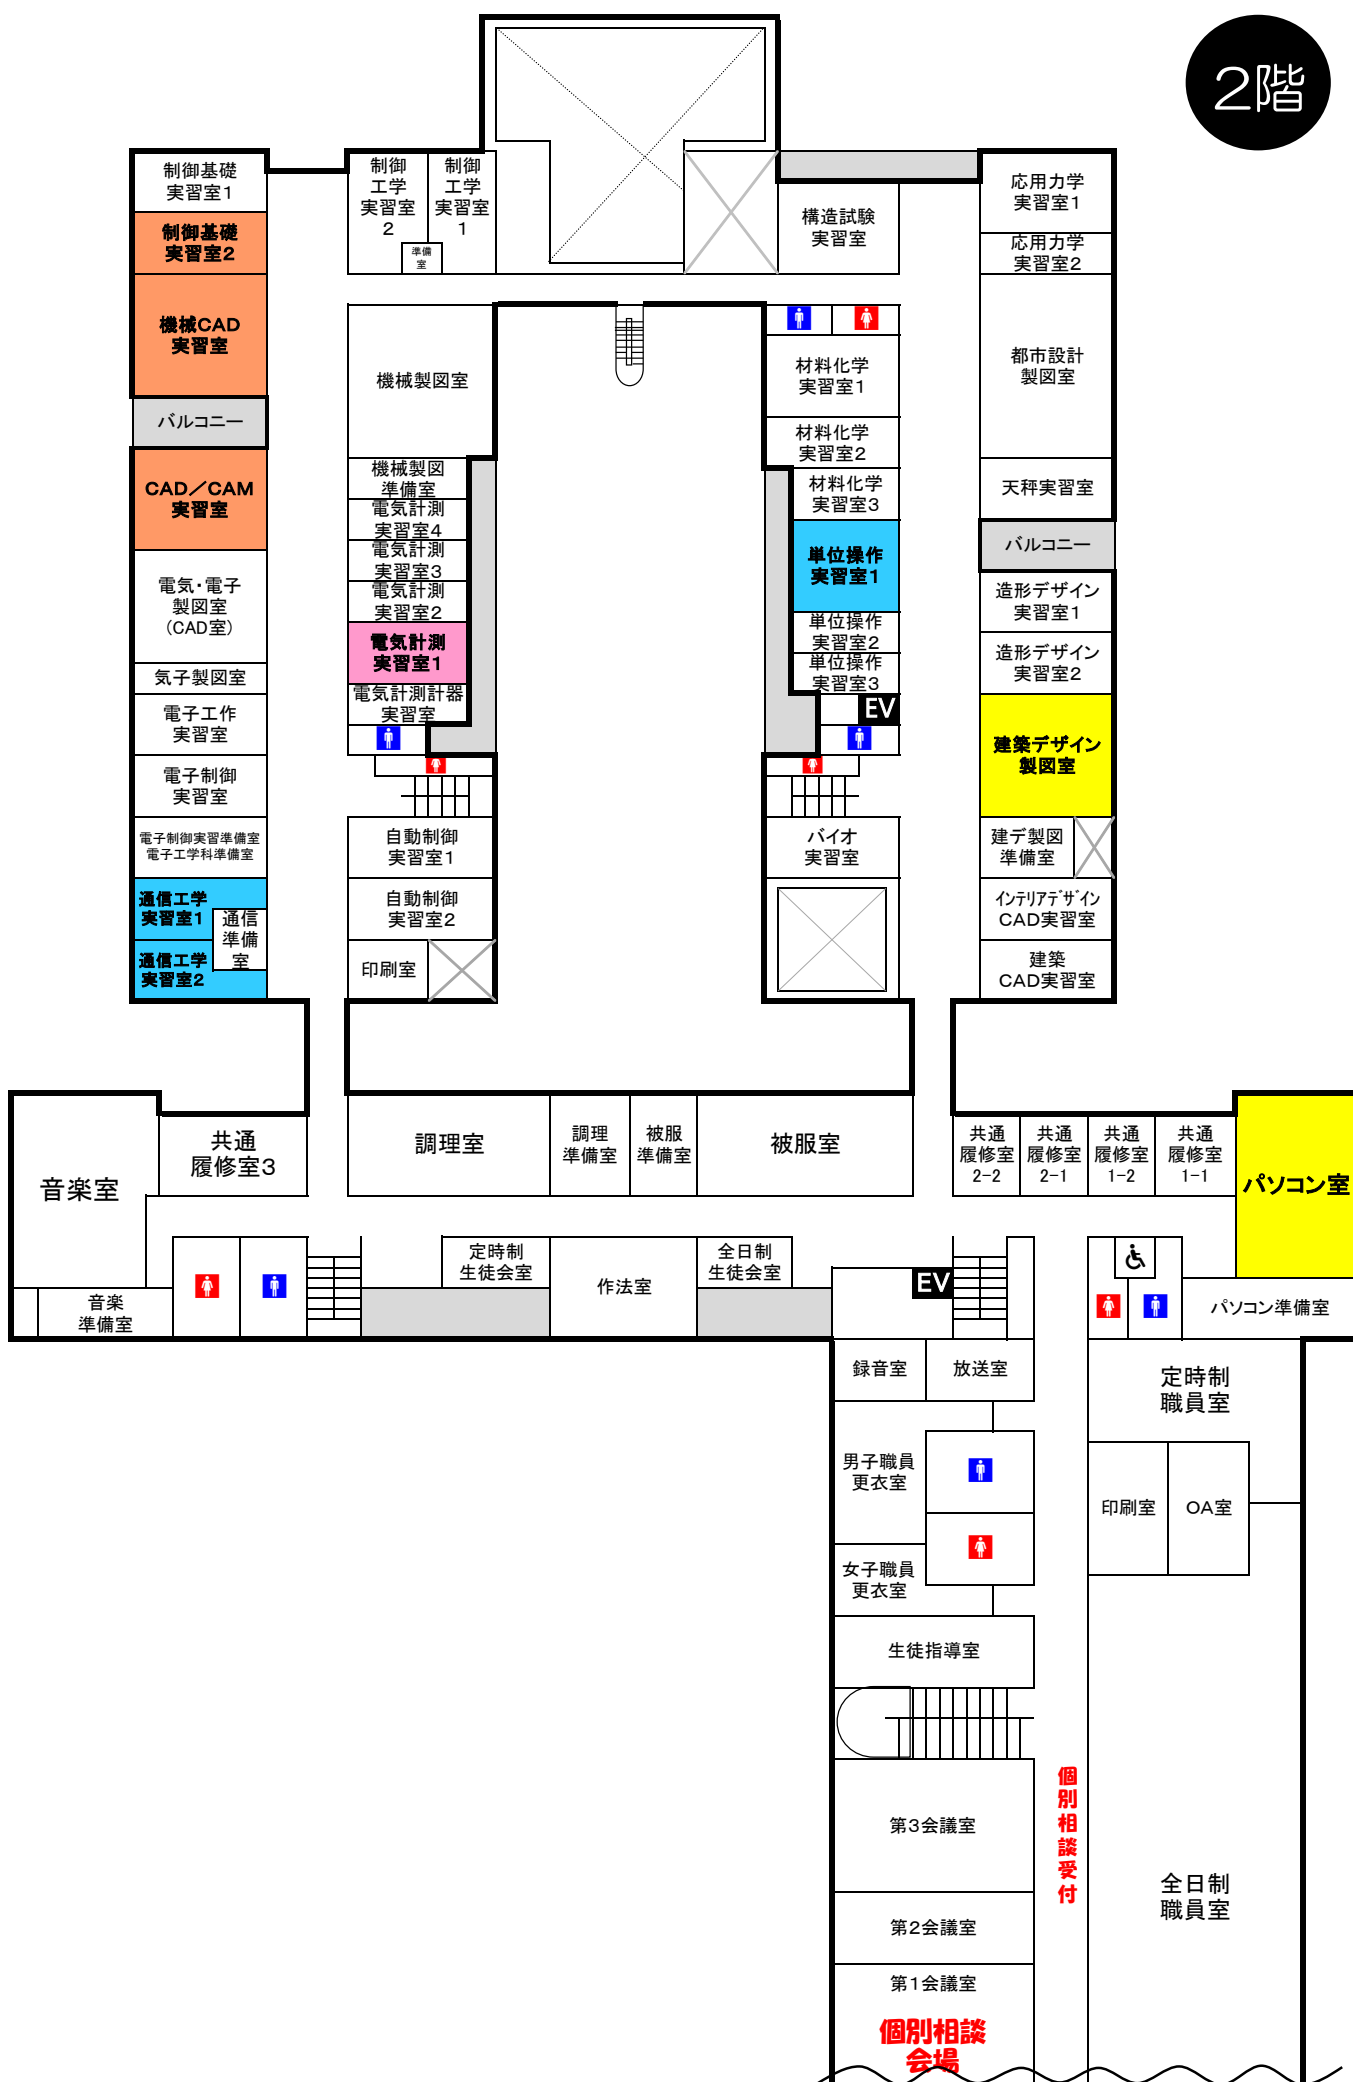 2階
制御基礎
実習室1
制御基礎
実習室2
機械CAD
実習室
バルコニー
CAD／CAM
実習室
電気・電子
製図室
（CAD室）
気子製図室
電子工作
実習室
電子制御
実習室
電子制御実習準備室
電子工学科準備室
通信工学
実習室1
通信
準備
室
通信工学
実習室2
制御
工学
実習室
2
制御
工学
実習室
1
準備
室
機械製図室
機械製図
準備室
電気計測
実習室4
電気計測
実習室3
電気計測
実習室2
電気計測
実習室1
電気計測計器
実習室
自動制御
実習室1
自動制御
実習室2
印刷室
構造試験
実習室
材料化学
実習室1
材料化学
実習室2
材料化学
実習室3
単位操作
実習室1
単位操作
実習室2
単位操作
実習室3
EV
バイオ
実習室
応用力学
実習室1
応用力学
実習室2
都市設計
製図室
天秤実習室
バルコニー
造形デザイン
実習室1
造形デザイン
実習室2
建築デザイン
製図室
建デ製図
準備室
インテリアデザイン
CAD実習室
建築
CAD実習室
音楽室
共通
履修室3
調理室
調理
準備室
被服
準備室
被服室
共通
履修室
2-2
共通
履修室
2-1
共通
履修室
1-2
共通
履修室
1-1
パソコン室
音楽
準備室
定時制
生徒会室
作法室
全日制
生徒会室
EV
パソコン準備室
録音室
放送室
定時制
職員室
男子職員
更衣室
印刷室
OA室
女子職員
更衣室
生徒指導室
個別相談受付
第3会議室
全日制
職員室
第2会議室
第1会議室
個別相談
会場